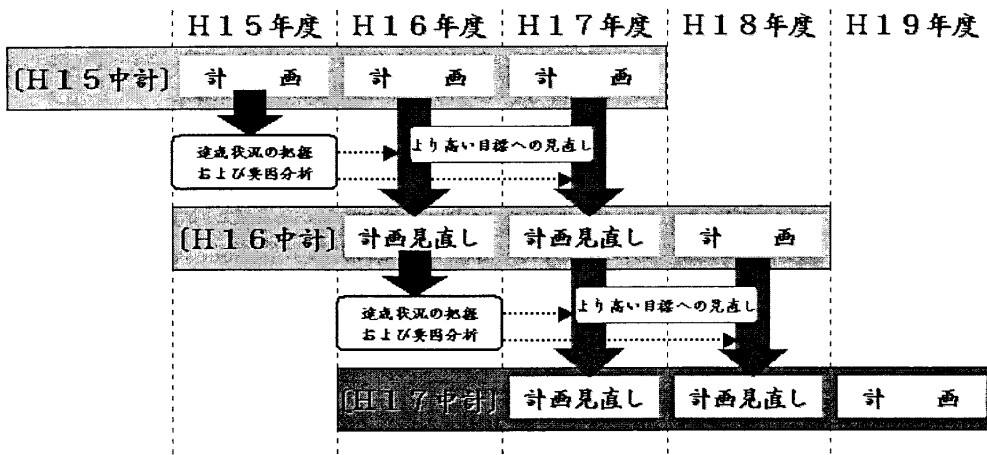 H15年度 H16年度 H17年度 H18年度 H19年度
〔H15中計〕 計 画 計 画 計 画
達成状況の把握
および要因分析
より高い目標への見直し
〔H16中計〕 計画見直し 計画見直し 計 画
達成状況の把握
および要因分析
より高い目標への見直し
〔H17中計〕 計画見直し 計画見直し 計 画